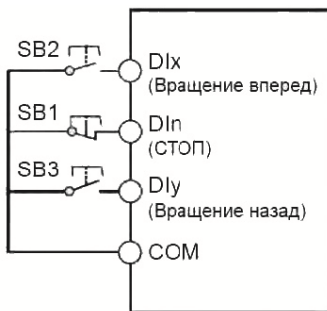 SB2
DIx
(Вращение вперед)
SB1
DIn
(СТОП)
SB3
DIy
(Вращение назад)
COM